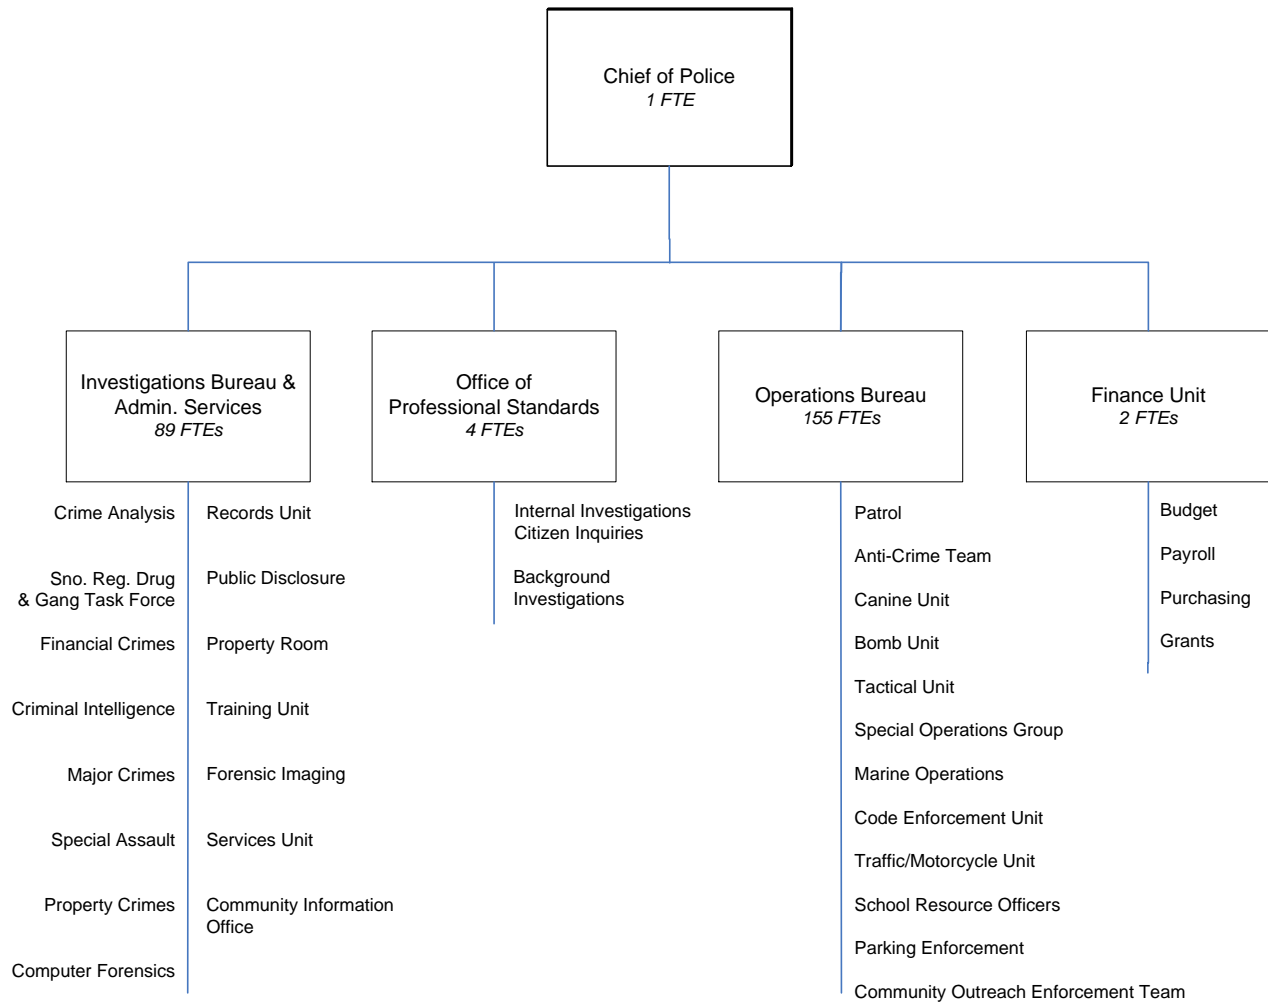 Chief of Police
1 FTE
Investigations Bureau &
Admin. Services
89 FTEs
Office of
Professional Standards
4 FTEs
Operations Bureau
155 FTEs
Finance Unit
2 FTEs
Crime Analysis
Sno. Reg. Drug
& Gang Task Force
Financial Crimes
Criminal Intelligence
Major Crimes
Special Assault
Property Crimes
Computer Forensics
Records Unit
Public Disclosure
Property Room
Training Unit
Forensic Imaging
Services Unit
Community Information
Office
Internal Investigations
Citizen Inquiries
Background
Investigations
Patrol
Anti-Crime Team
Canine Unit
Bomb Unit
Tactical Unit
Special Operations Group
Marine Operations
Code Enforcement Unit
Traffic/Motorcycle Unit
School Resource Officers
Parking Enforcement
Community Outreach Enforcement Team
Budget
Payroll
Purchasing
Grants